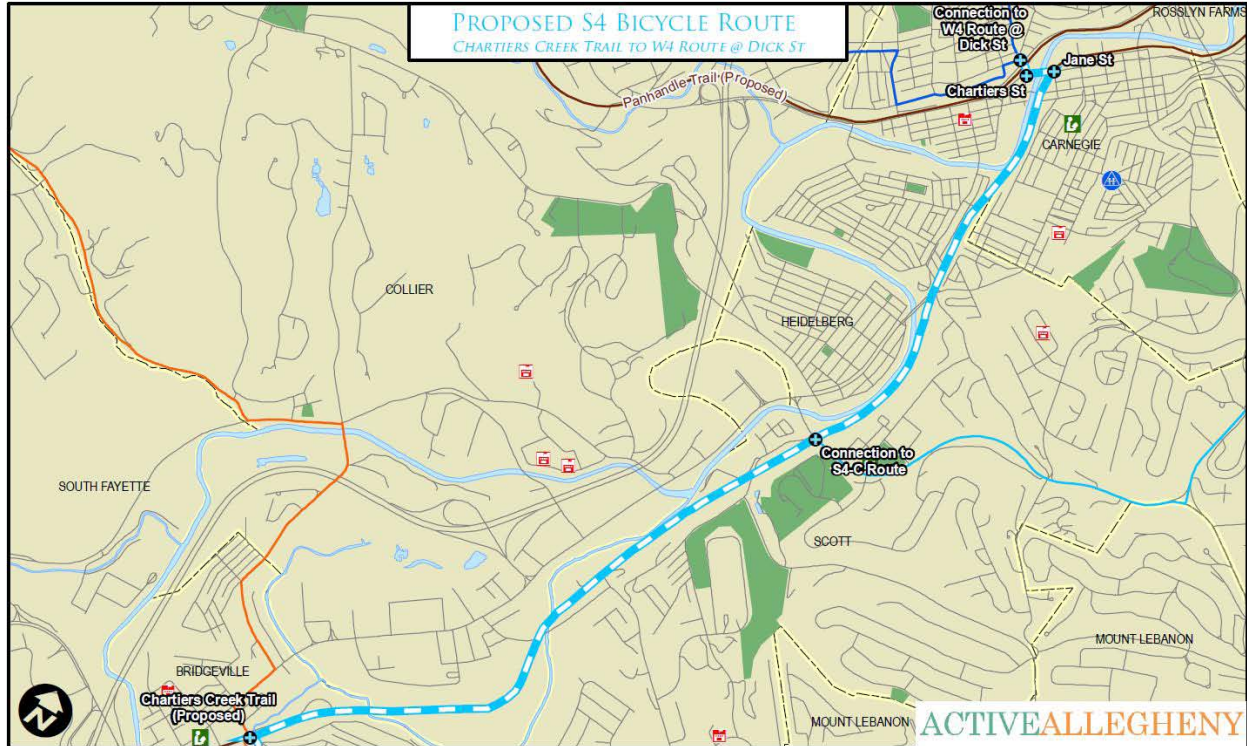 PROPOSED S4 BICYCLE ROUTE
CHARTIERS CREEK TRAIL TO W4 ROUTE @ DICK ST
Connection to
W4 Route @
Dick St
ROSSLYN FARMS
Jane St
Chartiers St
Panhandle Trail (Proposed)
CARNEGIE
COLLIER
HEIDELBERG
Connection to
S4-C Route
SOUTH FAYETTE
SCOTT
MOUNT LEBANON
BRIDGEVILLE
Chartiers Creek Trail
(Proposed)
N
MOUNT LEBANON
ACTIVEALLEGHENY